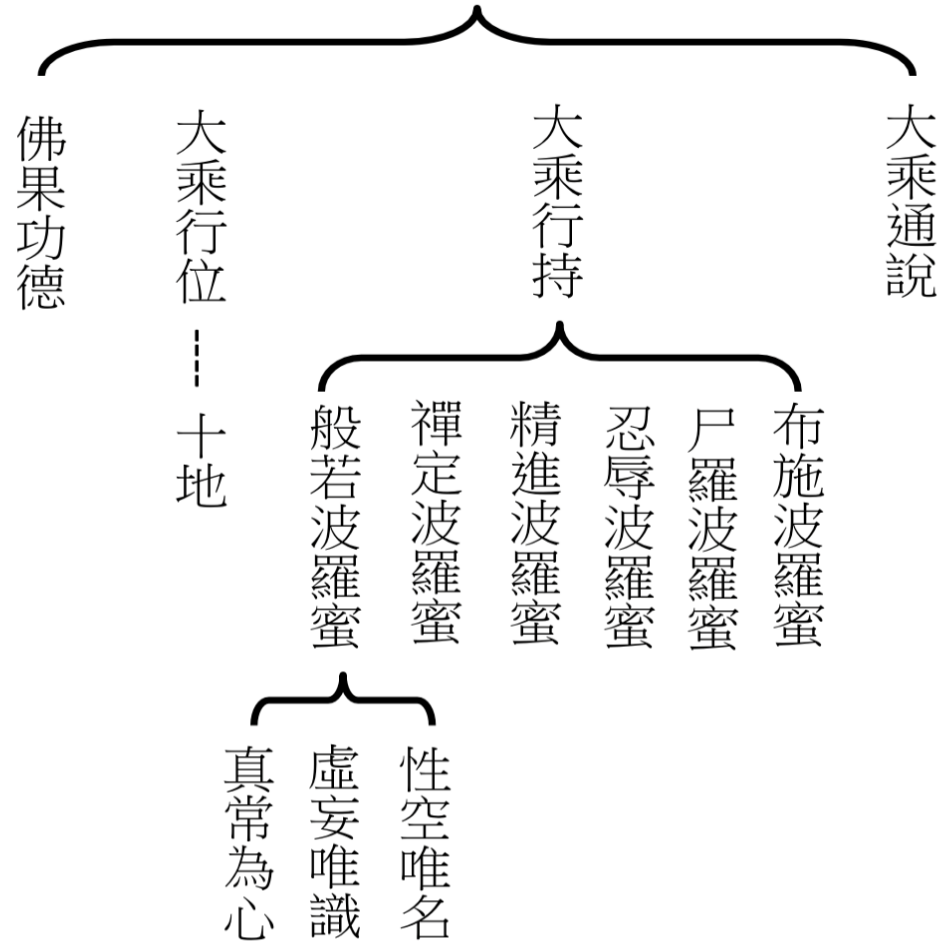 大乘通說
大乘行持
大乘行位
佛果功德
布施波羅蜜
尸羅波羅蜜
忍辱波羅蜜
精進波羅蜜
禪定波羅蜜
般若波羅蜜
十地
性空唯名
虛妄唯識
真常為心